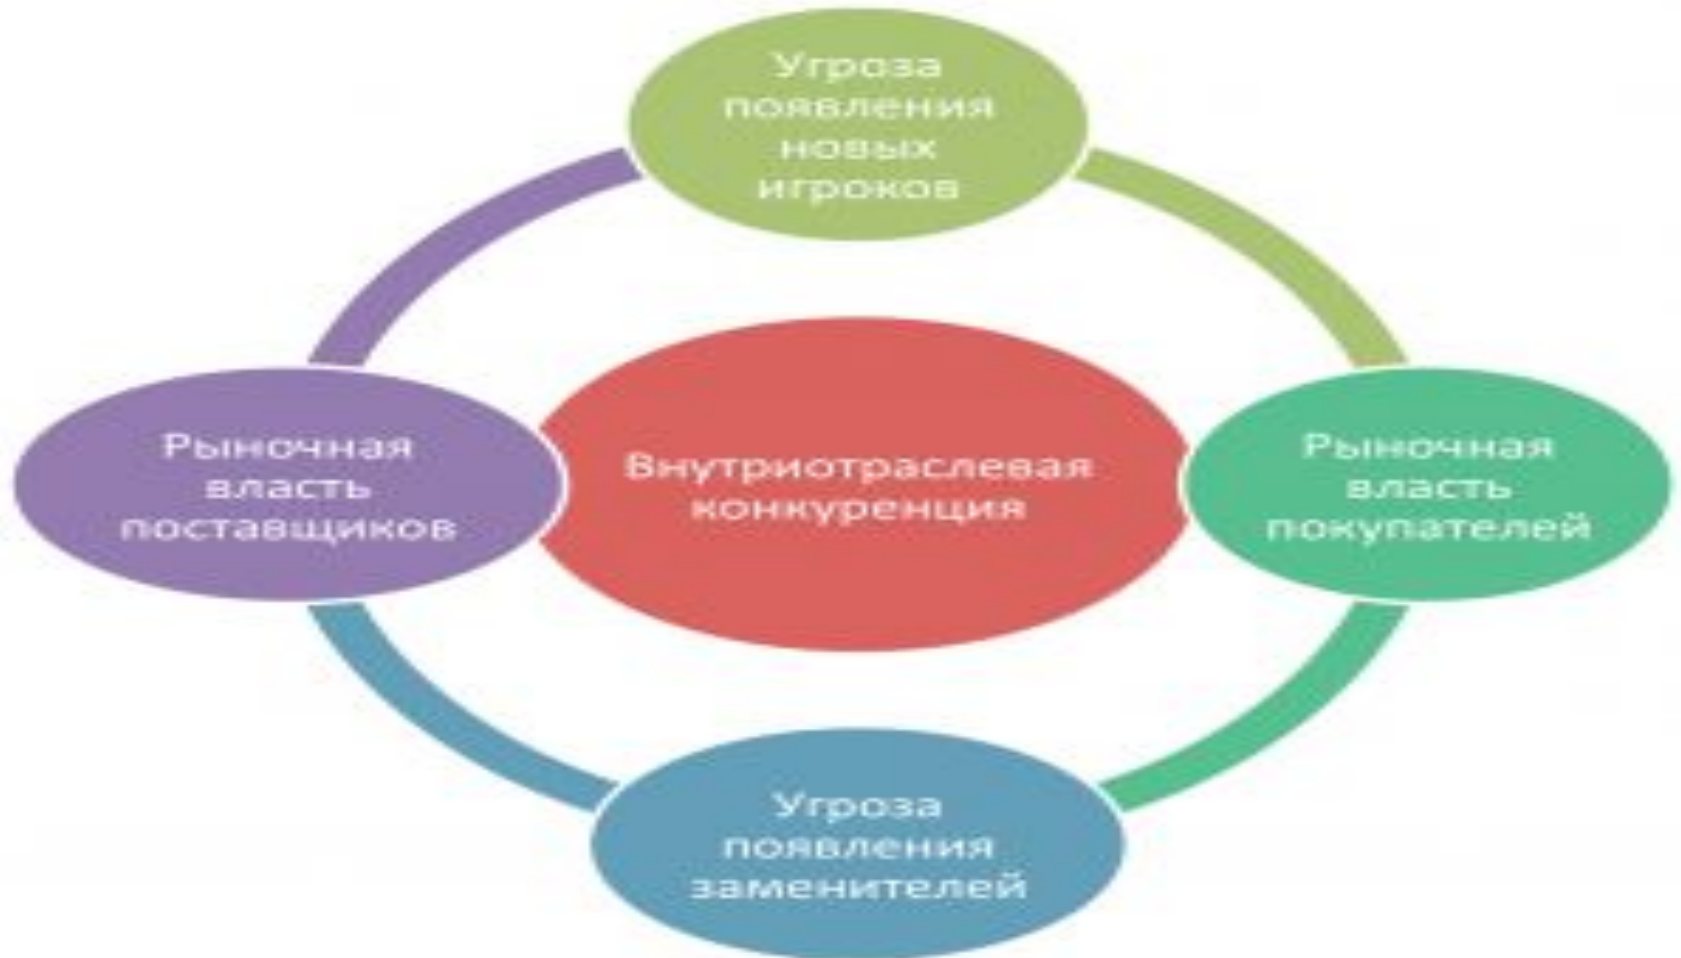 Угроза
появления
новых
игроков
Рыночная
власть
поставщиков
Внутриотраслевая
конкуренция
Рыночная
власть
покупателей
Угроза
появления
заменителей